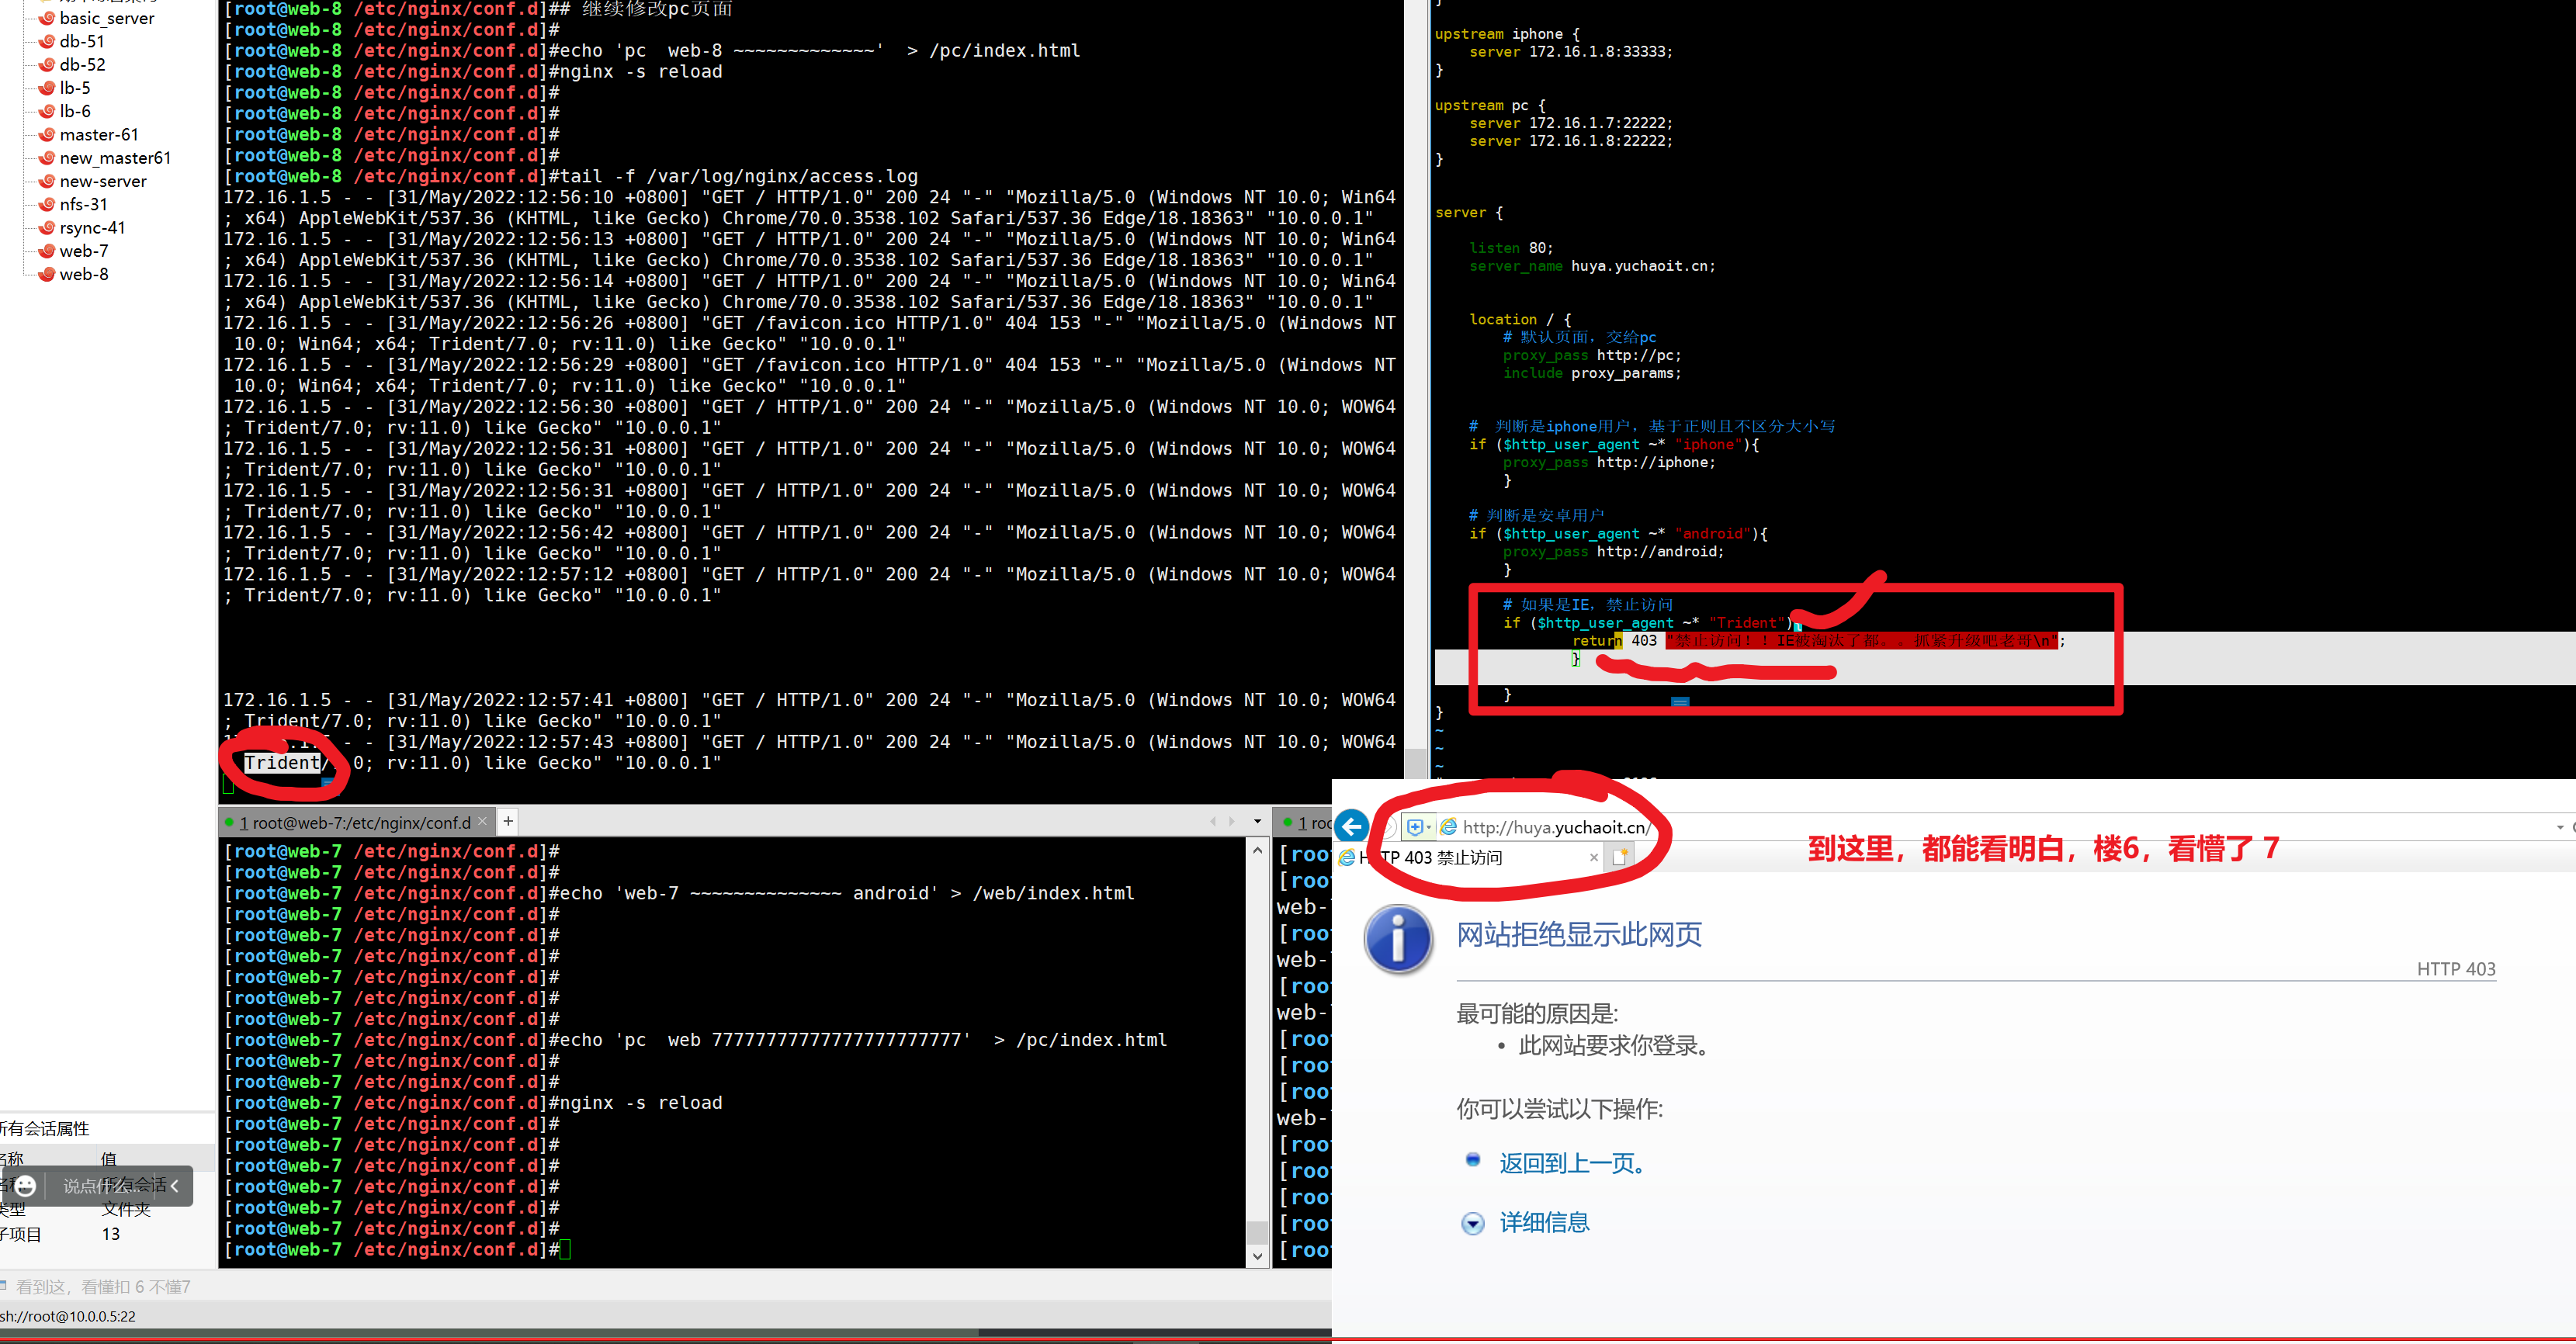 basic_server
db-51
db-52
lb-5
lb-6
master-61
new_master61
new-server
nfs-31
rsync-41
web-7
web-8
所有会话属性
名称 值
所有会话
类型 文件夹
子项目 13
看到这，看懂扣 6 不懂7
sh://root@10.0.0.5:22
[root@web-8 /etc/nginx/conf.d]## 继续修改pc页面
[root@web-8 /etc/nginx/conf.d]#
[root@web-8 /etc/nginx/conf.d]#echo 'pc  web-8 ~~~~~~~~~~~~~'  > /pc/index.html
[root@web-8 /etc/nginx/conf.d]#nginx -s reload
[root@web-8 /etc/nginx/conf.d]#
[root@web-8 /etc/nginx/conf.d]#
[root@web-8 /etc/nginx/conf.d]#
[root@web-8 /etc/nginx/conf.d]#
[root@web-8 /etc/nginx/conf.d]#tail -f /var/log/nginx/access.log
172.16.1.5 - - [31/May/2022:12:56:10 +0800] "GET / HTTP/1.0" 200 24 "-" "Mozilla/5.0 (Windows NT 10.0; Win64
; x64) AppleWebKit/537.36 (KHTML, like Gecko) Chrome/70.0.3538.102 Safari/537.36 Edge/18.18363" "10.0.0.1"
172.16.1.5 - - [31/May/2022:12:56:13 +0800] "GET / HTTP/1.0" 200 24 "-" "Mozilla/5.0 (Windows NT 10.0; Win64
; x64) AppleWebKit/537.36 (KHTML, like Gecko) Chrome/70.0.3538.102 Safari/537.36 Edge/18.18363" "10.0.0.1"
172.16.1.5 - - [31/May/2022:12:56:14 +0800] "GET / HTTP/1.0" 200 24 "-" "Mozilla/5.0 (Windows NT 10.0; Win64
; x64) AppleWebKit/537.36 (KHTML, like Gecko) Chrome/70.0.3538.102 Safari/537.36 Edge/18.18363" "10.0.0.1"
172.16.1.5 - - [31/May/2022:12:56:26 +0800] "GET /favicon.ico HTTP/1.0" 404 153 "-" "Mozilla/5.0 (Windows NT
 10.0; Win64; x64; Trident/7.0; rv:11.0) like Gecko" "10.0.0.1"
172.16.1.5 - - [31/May/2022:12:56:29 +0800] "GET /favicon.ico HTTP/1.0" 404 153 "-" "Mozilla/5.0 (Windows NT
 10.0; Win64; x64; Trident/7.0; rv:11.0) like Gecko" "10.0.0.1"
172.16.1.5 - - [31/May/2022:12:56:30 +0800] "GET / HTTP/1.0" 200 24 "-" "Mozilla/5.0 (Windows NT 10.0; WOW64
; Trident/7.0; rv:11.0) like Gecko" "10.0.0.1"
172.16.1.5 - - [31/May/2022:12:56:31 +0800] "GET / HTTP/1.0" 200 24 "-" "Mozilla/5.0 (Windows NT 10.0; WOW64
; Trident/7.0; rv:11.0) like Gecko" "10.0.0.1"
172.16.1.5 - - [31/May/2022:12:56:31 +0800] "GET / HTTP/1.0" 200 24 "-" "Mozilla/5.0 (Windows NT 10.0; WOW64
; Trident/7.0; rv:11.0) like Gecko" "10.0.0.1"
172.16.1.5 - - [31/May/2022:12:56:42 +0800] "GET / HTTP/1.0" 200 24 "-" "Mozilla/5.0 (Windows NT 10.0; WOW64
; Trident/7.0; rv:11.0) like Gecko" "10.0.0.1"
172.16.1.5 - - [31/May/2022:12:57:12 +0800] "GET / HTTP/1.0" 200 24 "-" "Mozilla/5.0 (Windows NT 10.0; WOW64
; Trident/7.0; rv:11.0) like Gecko" "10.0.0.1"
172.16.1.5 - - [31/May/2022:12:57:41 +0800] "GET / HTTP/1.0" 200 24 "-" "Mozilla/5.0 (Windows NT 10.0; WOW64
; Trident/7.0; rv:11.0) like Gecko" "10.0.0.1"
- - [31/May/2022:12:57:43 +0800] "GET / HTTP/1.0" 200 24 "-" "Mozilla/5.0 (Windows NT 10.0; WOW64
Trident/ .0; rv:11.0) like Gecko" "10.0.0.1"
upstream iphone {
server 172.16.1.8:33333;
}
upstream pc {
server 172.16.1.7:22222;
server 172.16.1.8:22222;
}
server {
listen 80;
server_name huya.yuchaoit.cn;
location / {
# 默认页面，交给pc
proxy_pass http://pc;
include proxy_params;
#  判断是iphone用户，基于正则且不区分大小写
if ($http_user_agent ~* "iphone"){
proxy_pass http://iphone;
}
# 判断是安卓用户
if ($http_user_agent ~* "android"){
proxy_pass http://android;
}
# 如果是IE，禁止访问
if ($http_user_agent ~* "Trident"){
return 403 "禁止访问！！IE被淘汰了都。。抓紧升级吧老哥\n";
}
}
}
~
~
~
1 root@web-7:/etc/nginx/conf.d × +
[root@web-7 /etc/nginx/conf.d]#
[root@web-7 /etc/nginx/conf.d]#
[root@web-7 /etc/nginx/conf.d]#echo 'web-7 ~~~~~~~~~~~~~~ android' > /web/index.html
[root@web-7 /etc/nginx/conf.d]#
[root@web-7 /etc/nginx/conf.d]#
[root@web-7 /etc/nginx/conf.d]#
[root@web-7 /etc/nginx/conf.d]#
[root@web-7 /etc/nginx/conf.d]#
[root@web-7 /etc/nginx/conf.d]#
[root@web-7 /etc/nginx/conf.d]#echo 'pc  web 77777777777777777777777'  > /pc/index.html
[root@web-7 /etc/nginx/conf.d]#
[root@web-7 /etc/nginx/conf.d]#
[root@web-7 /etc/nginx/conf.d]#nginx -s reload
[root@web-7 /etc/nginx/conf.d]#
[root@web-7 /etc/nginx/conf.d]#
[root@web-7 /etc/nginx/conf.d]#
[root@web-7 /etc/nginx/conf.d]#
[root@web-7 /etc/nginx/conf.d]#
[root@web-7 /etc/nginx/conf.d]#
[root@web-7 /etc/nginx/conf.d]#
1 roo
[roo
[roo
web-
[roo
web-
[roo
web-
[roo
[roo
[roo
web-
[roo
[roo
[roo
[roo
[roo
http://huya.yuchaoit.cn/
HTTP 403 禁止访问
到这里，都能看明白，楼6，看懵了 7
网站拒绝显示此网页
HTTP 403
最可能的原因是:
• 此网站要求你登录。
你可以尝试以下操作:
返回到上一页。
详细信息